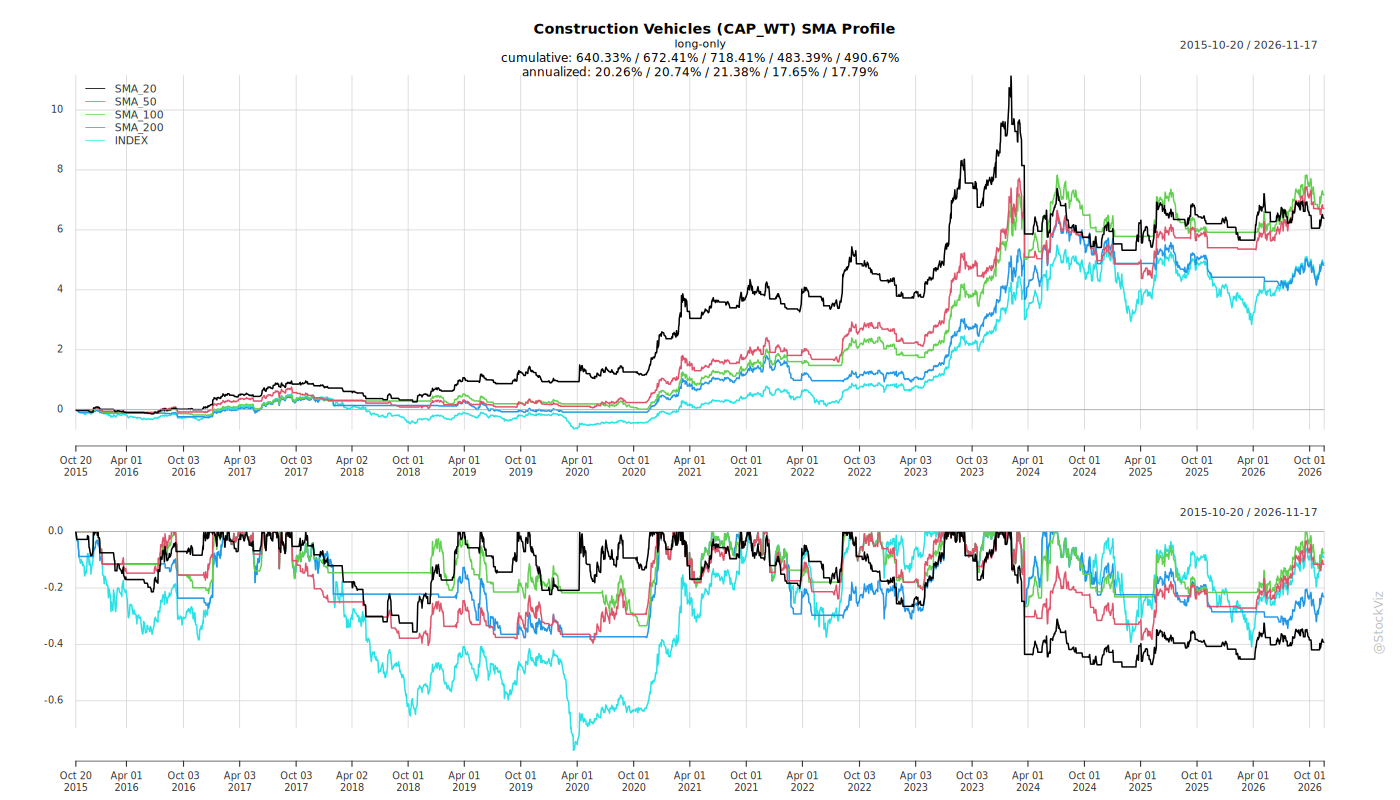 Construction Vehicles (CAP_WT) SMA Profile
long-only
2015-10-20 / 2026-11-17
cumulative: 640.33% / 672.41% / 718.41% / 483.39% / 490.67%
annualized: 20.26% / 20.74% / 21.38% / 17.65% / 17.79%
SMA_20
SMA_50
SMA_100
SMA_200
INDEX
10
8
6
4
2
0
Oct 20 Apr 01 Oct 03 Apr 03 Oct 03 Apr 02 Oct 01 Apr 01 Oct 01 Apr 01 Oct 01 Apr 01 Oct 01 Apr 01 Oct 03 Apr 03 Oct 03 Apr 01 Oct 01 Apr 01 Oct 01 Apr 01 Oct 01
2015 2016 2016 2017 2017 2018 2018 2019 2019 2020 2020 2021 2021 2022 2022 2023 2023 2024 2024 2025 2025 2026 2026
2015-10-20 / 2026-11-17
0.0
-0.2
-0.4
-0.6
Oct 20 Apr 01 Oct 03 Apr 03 Oct 03 Apr 02 Oct 01 Apr 01 Oct 01 Apr 01 Oct 01 Apr 01 Oct 01 Apr 01 Oct 03 Apr 03 Oct 03 Apr 01 Oct 01 Apr 01 Oct 01 Apr 01 Oct 01
2015 2016 2016 2017 2017 2018 2018 2019 2019 2020 2020 2021 2021 2022 2022 2023 2023 2024 2024 2025 2025 2026 2026
@StockViz